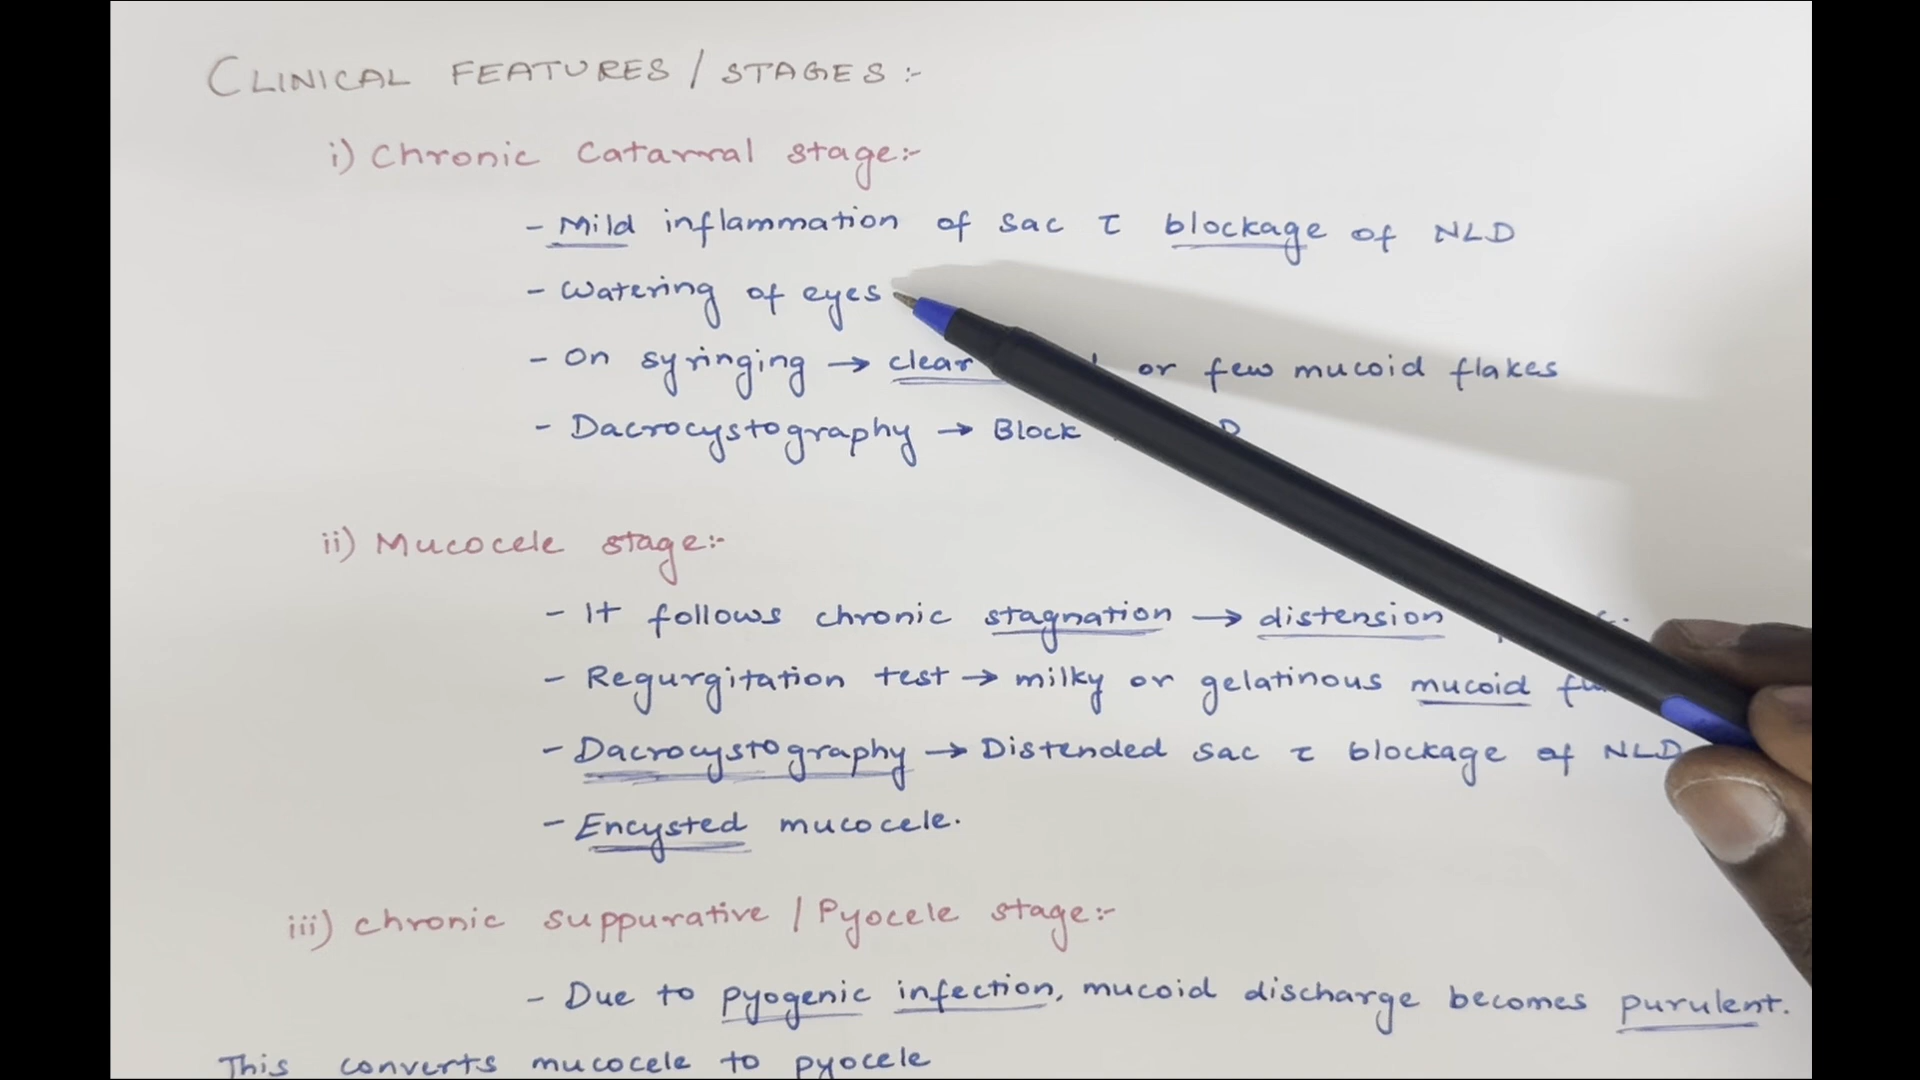 CLINICAL FEATURES / STAGES :-
i) Chronic Catarral stage:-
- Mild inflammation of sac τ blockage of NLD
- Watering of eyes
- On syringing → clear or few mucoid flakes
- Dacrocystography → Block
ii) Mucocele stage:-
- It follows chronic stagnation → distension
- Regurgitation test → milky or gelatinous mucoid
- Dacrocystography → Distended sac τ blockage of NLD
- Encysted mucocele.
iii) Chronic suppurative / Pyocele stage:-
- Due to pyogenic infection, mucoid discharge becomes purulent.
This converts mucocele to pyocele